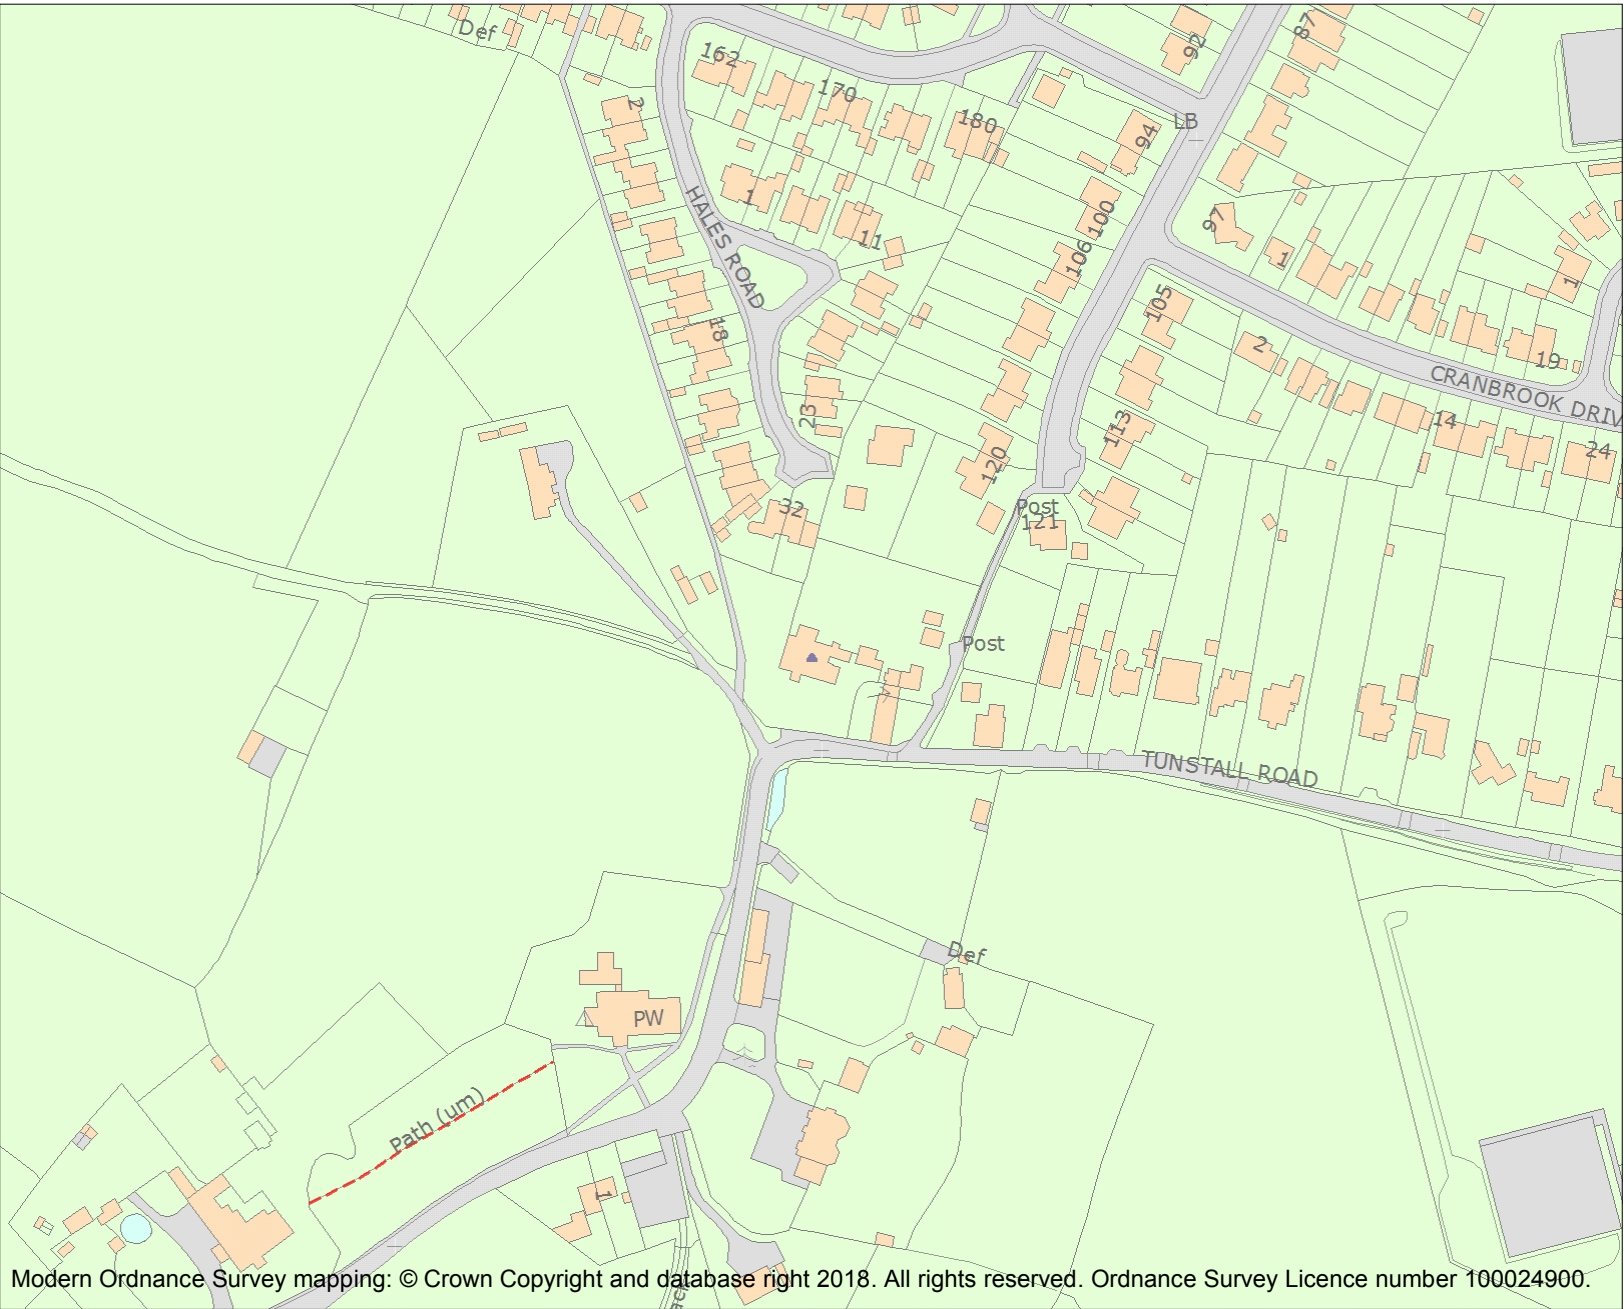 Def
162
170
180
2
92
87
LB
94
1
11
HALES ROAD
100
106
97
1
1
18
105
2
19
CRANBROOK DRIV
14
24
23
113
120
32
Post
121
Post
TUNSTALL ROAD
Def
PW
Path (um)
1
Modern Ordnance Survey mapping: © Crown Copyright and database right 2018. All rights reserved. Ordnance Survey Licence number 100024900.